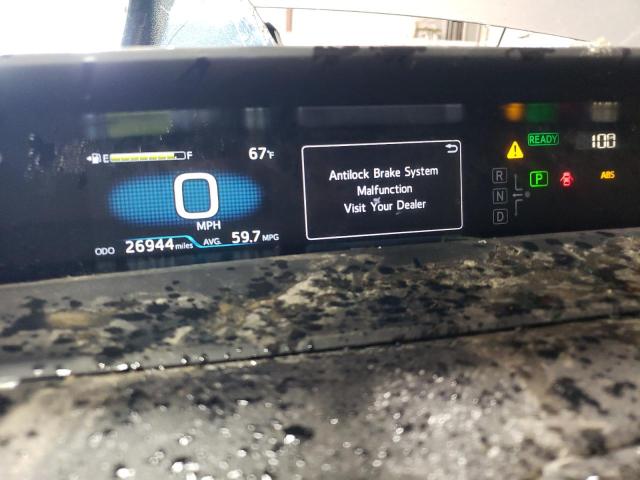 READY
100
E F 67°F
Antilock Brake System
Malfunction
Visit Your Dealer
R
P
ABS
0
N
MPH
D
ODO 26944 miles AVG. 59.7 MPG